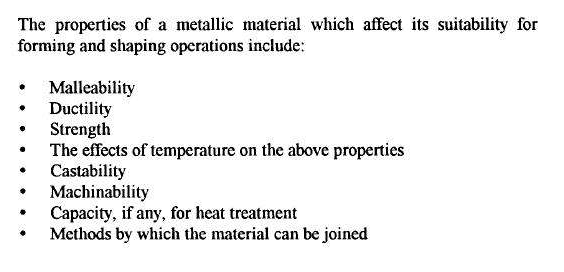 The properties of a metallic material which affect its suitability for
forming and shaping operations include:
• Malleability
• Ductility
• Strength
• The effects of temperature on the above properties
• Castability
• Machinability
• Capacity, if any, for heat treatment
• Methods by which the material can be joined